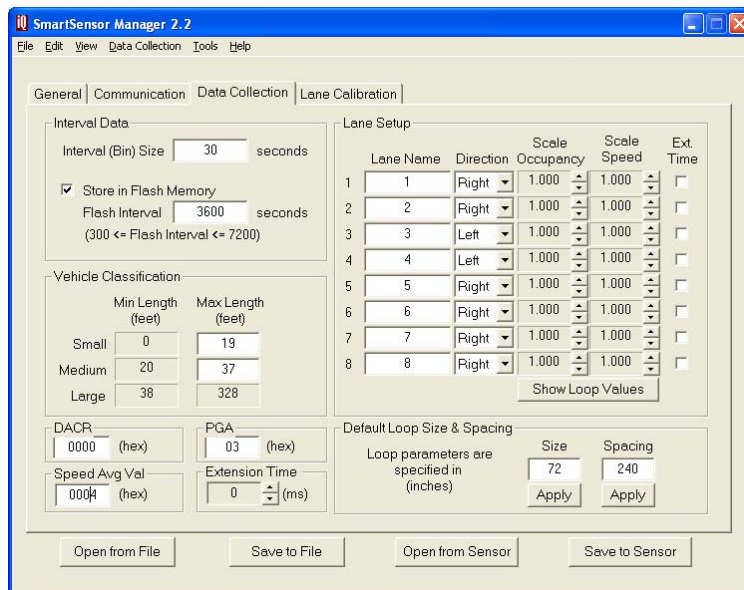 iQ SmartSensor Manager 2.2
File Edit View Data Collection Tools Help
General Communication Data Collection Lane Calibration
Interval Data
Interval (Bin) Size 30 seconds
Store in Flash Memory
Flash Interval 3600 seconds
(300 <= Flash Interval <= 7200)
Vehicle Classification
Min Length (feet) Max Length (feet)
Small 0 19
Medium 20 37
Large 38 328
DACR
0000 (hex)
PGA
03 (hex)
Speed Avg Val
0004 (hex)
Extension Time
0 (ms)
Lane Setup
Lane Name Direction Scale Occupancy Scale Speed Ext. Time
1 1 Right 1.000 1.000
2 2 Right 1.000 1.000
3 3 Left 1.000 1.000
4 4 Left 1.000 1.000
5 5 Right 1.000 1.000
6 6 Right 1.000 1.000
7 7 Right 1.000 1.000
8 8 Right 1.000 1.000
Show Loop Values
Default Loop Size & Spacing
Loop parameters are
specified in
(inches)
Size Spacing
72 240
Apply Apply
Open from File Save to File Open from Sensor Save to Sensor